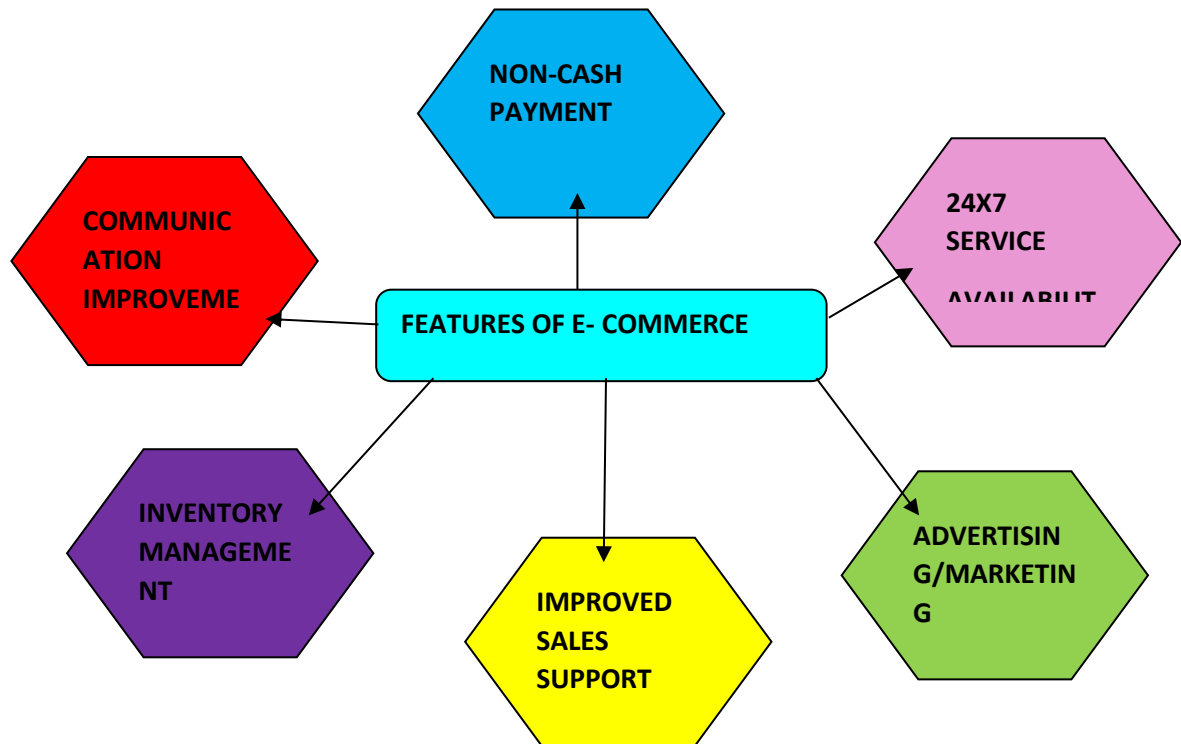 NON-CASH
PAYMENT
COMMUNIC
ATION
IMPROVEME
24X7
SERVICE
AVAILABILIT
FEATURES OF E- COMMERCE
INVENTORY
MANAGEME
NT
IMPROVED
SALES
SUPPORT
ADVERTISIN
G/MARKETIN
G